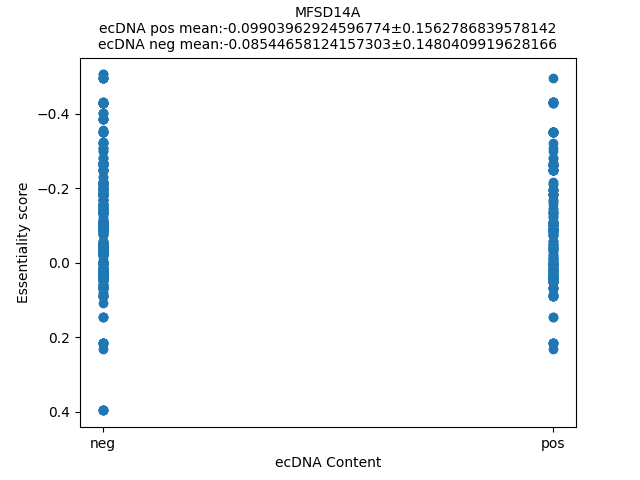 MFSD14A
ecDNA pos mean:-0.09903962924596774±0.1562786839578142
ecDNA neg mean:-0.08544658124157303±0.1480409919628166
−0.4
−0.2
0.0
0.2
0.4
Essentiality score
neg
pos
ecDNA Content